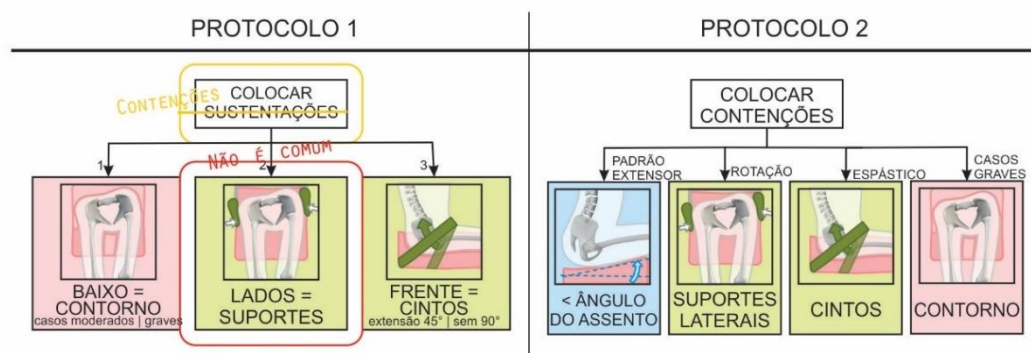 PROTOCOLO 1
CONTENÇÕES
COLOCAR
SUSTENTAÇÕES
NÃO É COMUM
1
2
3
BAIXO =
CONTORNO
casos moderados | graves
LADOS =
SUPORTES
FRENTE =
CINTOS
extensão 45° | sem 90°
PROTOCOLO 2
COLOCAR
CONTENÇÕES
PADRÃO
EXTENSOR
ROTAÇÃO
ESPÁSTICO
CASOS
GRAVES
< ÂNGULO
DO ASSENTO
SUPORTES
LATERAIS
CINTOS
CONTORNO